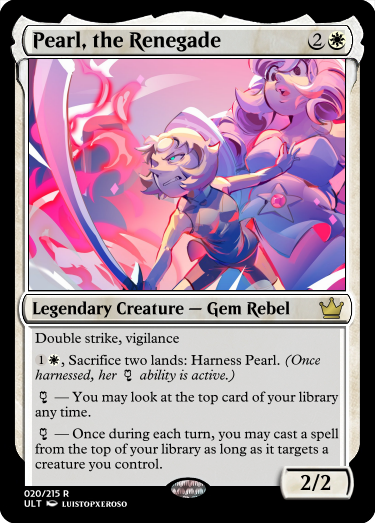 Pearl, the Renegade 2
Legendary Creature — Gem Rebel
Double strike, vigilance
1, Sacrifice two lands: Harness Pearl. (Once
harnessed, her ability is active.)
— You may look at the top card of your library
any time.
— Once during each turn, you may cast a spell
from the top of your library as long as it targets a
creature you control.
2/2
020/215 R
ULT LUISTOPXEROSO